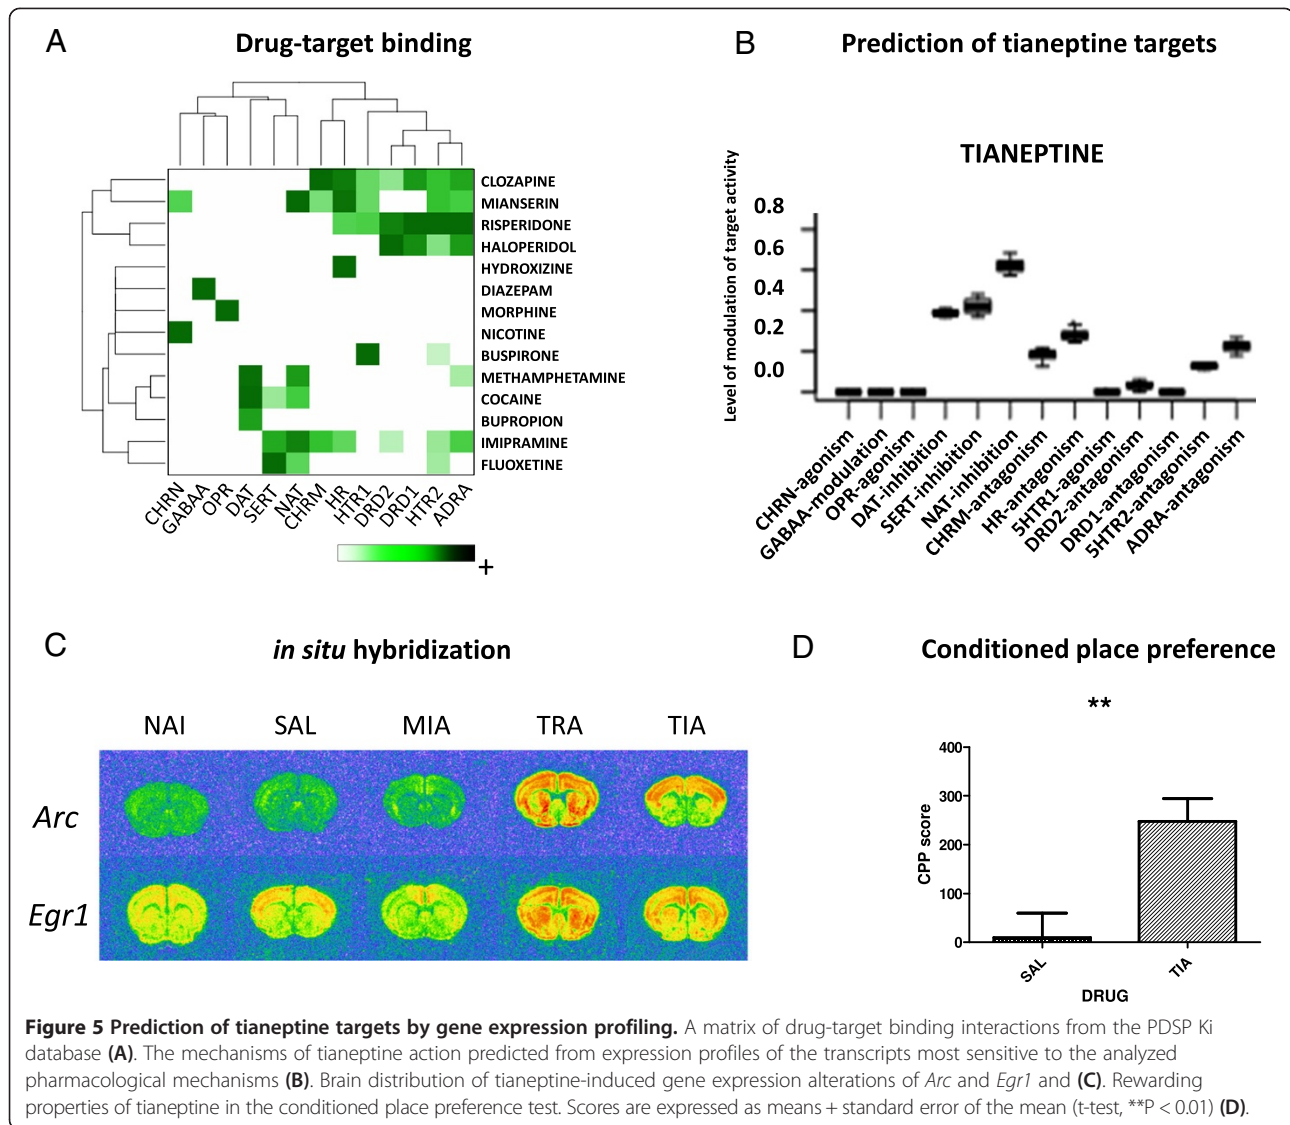 A
Drug-target binding
CLOZAPINE
MIANSERIN
RISPERIDONE
HALOPERIDOL
HYDROXIZINE
DIAZEPAM
MORPHINE
NICOTINE
BUSPIRONE
METHAMPHETAMINE
COCAINE
BUPROPION
IMIPRAMINE
FLUOXETINE
CHRN
GABAA
OPR
DAT
SERT
NAT
CHRM
HR
HTR1
DRD2
DRD1
HTR2
ADRA
+
B
Prediction of tianeptine targets
TIANEPTINE
Level of modulation of target activity
0.8
0.6
0.4
0.2
0.0
CHRN-agonism
GABAA-modulation
OPR-agonism
DAT-inhibition
SERT-inhibition
NAT-inhibition
CHRM-antagonism
HR-antagonism
5HTR1-agonism
DRD2-antagonism
DRD1-antagonism
5HTR2-antagonism
ADRA-antagonism
C
in situ hybridization
NAI SAL MIA TRA TIA
Arc
Egr1
D
Conditioned place preference
**
CPP score
400
300
200
100
0
SAL
TIA
DRUG
Figure 5 Prediction of tianeptine targets by gene expression profiling. A matrix of drug-target binding interactions from the PDSP Ki
database (A). The mechanisms of tianeptine action predicted from expression profiles of the transcripts most sensitive to the analyzed
pharmacological mechanisms (B). Brain distribution of tianeptine-induced gene expression alterations of Arc and Egr1 and (C). Rewarding
properties of tianeptine in the conditioned place preference test. Scores are expressed as means + standard error of the mean (t-test, **P < 0.01) (D).